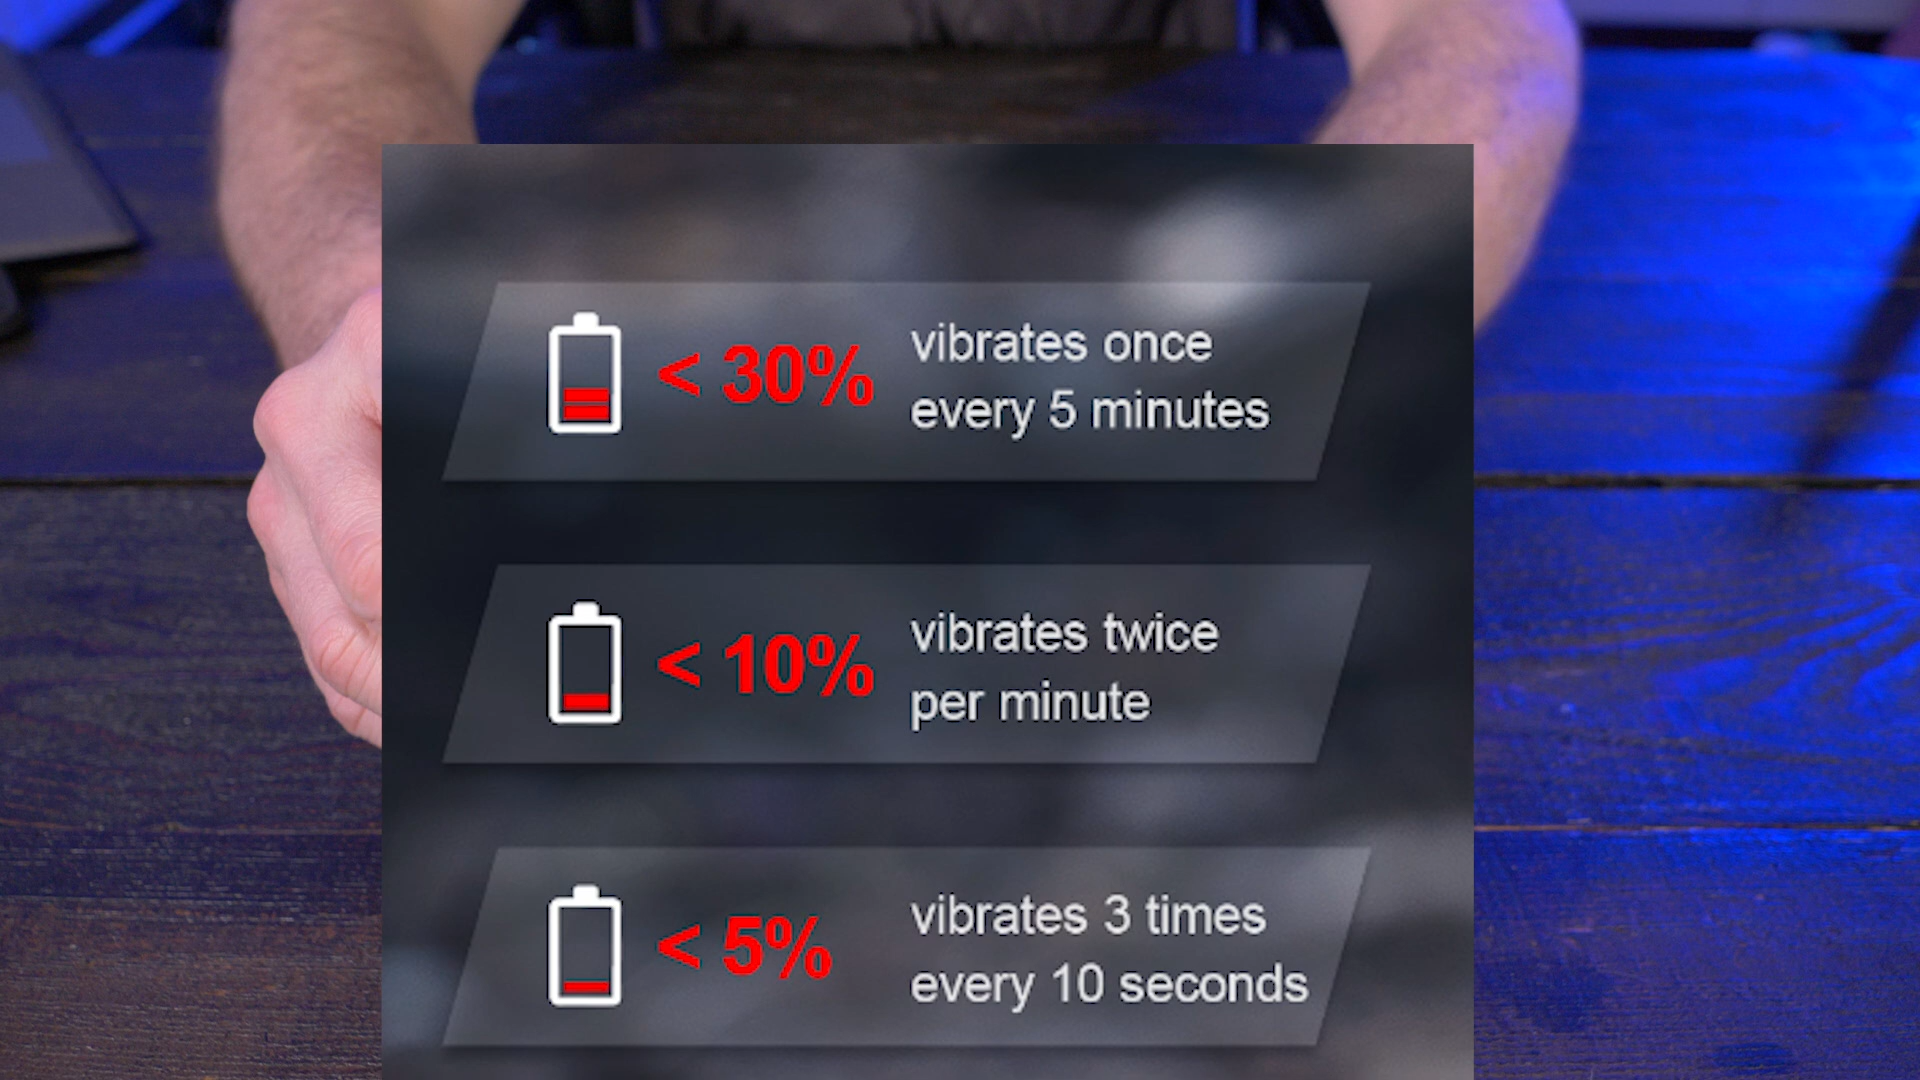 < 30%
vibrates once
every 5 minutes
< 10%
vibrates twice
per minute
< 5%
vibrates 3 times
every 10 seconds